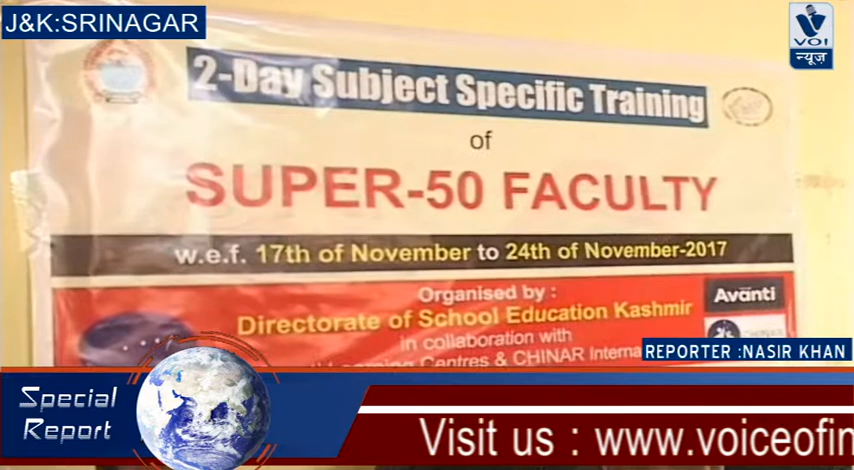 J&K:SRINAGAR
VOI
न्यूज़
2-Day Subject Specific Training
of
SUPER-50 FACULTY
w.e.f. 17th of November to 24th of November-2017
Organised by :
Avanti
Directorate of School Education Kashmir
in collaboration with
Learning Centres & CHINAR
REPORTER :NASIR KHAN
Special
Report
Visit us : www.voiceofin